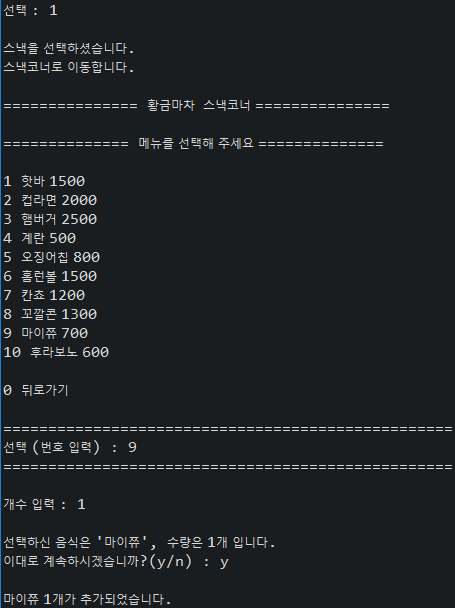 선택 : 1
스낵을 선택하셨습니다.
스낵코너로 이동합니다.
=============== 황금마차 스낵코너 ===============
============== 메뉴를 선택해 주세요 ==============
1 핫바 1500
2 컵라면 2000
3 햄버거 2500
4 계란 500
5 오징어칩 800
6 홈런볼 1500
7 칸쵸 1200
8 꼬깔콘 1300
9 마이쮸 700
10 후라보노 600
0 뒤로가기
==================================================
선택 (번호 입력) : 9
==================================================
개수 입력 : 1
선택하신 음식은 '마이쮸', 수량은 1개 입니다.
이대로 계속하시겠습니까?(y/n) : y
마이쮸 1개가 추가되었습니다.